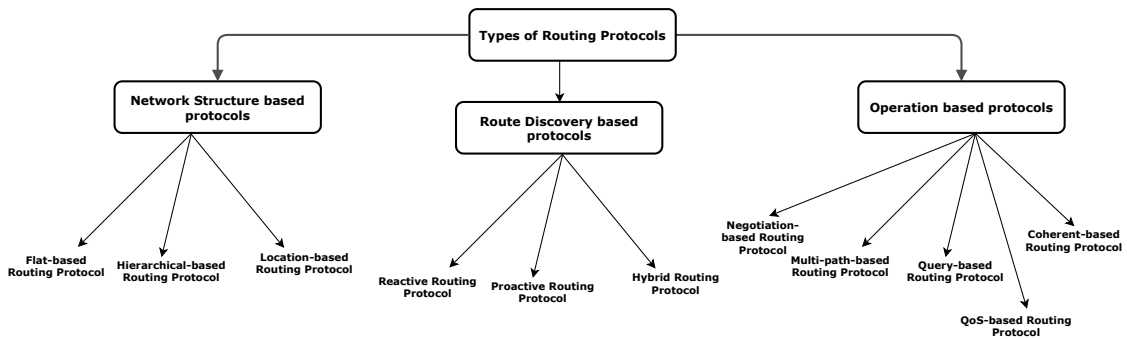 Types of Routing Protocols
Network Structure based
protocols
Route Discovery based
protocols
Operation based protocols
Flat-based
Routing Protocol
Hierarchical-based
Routing Protocol
Location-based
Routing Protocol
Reactive Routing
Protocol
Proactive Routing
Protocol
Hybrid Routing
Protocol
Negotiation-
based Routing
Protocol
Multi-path-based
Routing Protocol
Query-based
Routing Protocol
QoS-based Routing
Protocol
Coherent-based
Routing Protocol